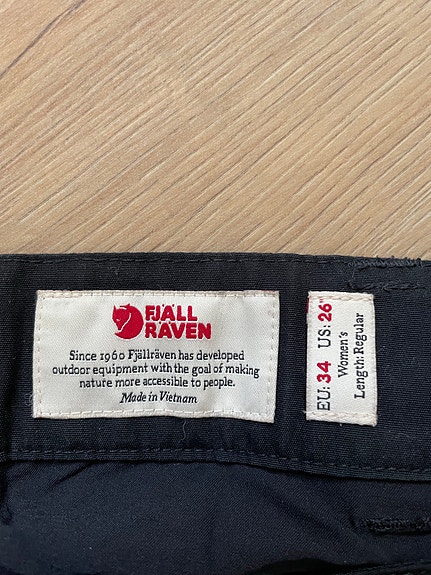 FJÄLL
RÄVEN
Since 1960 Fjällräven has developed
outdoor equipment with the goal of making
nature more accessible to people.
Made in Vietnam
EU: 34 US: 26"
Women's
Length: Regular